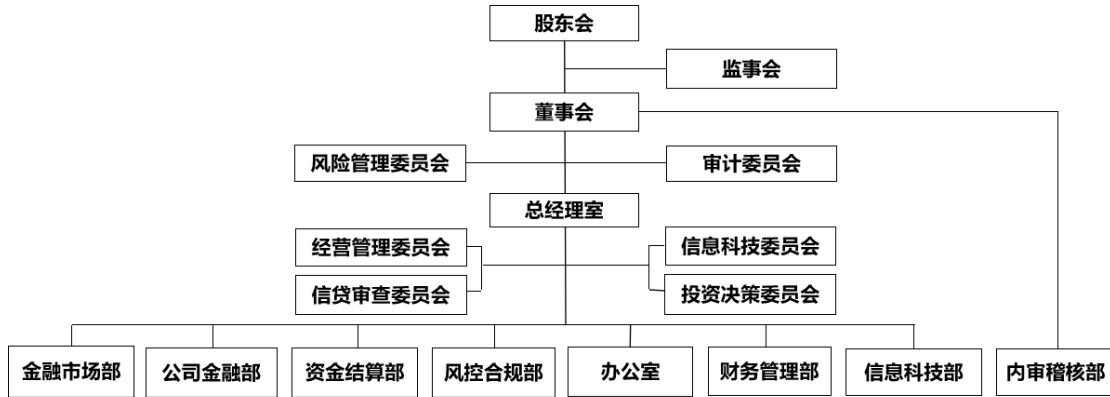 股东会
监事会
董事会
风险管理委员会
审计委员会
总经理室
经营管理委员会
信息科技委员会
信贷审查委员会
投资决策委员会
金融市场部
公司金融部
资金结算部
风控合规部
办公室
财务管理部
信息科技部
内审稽核部